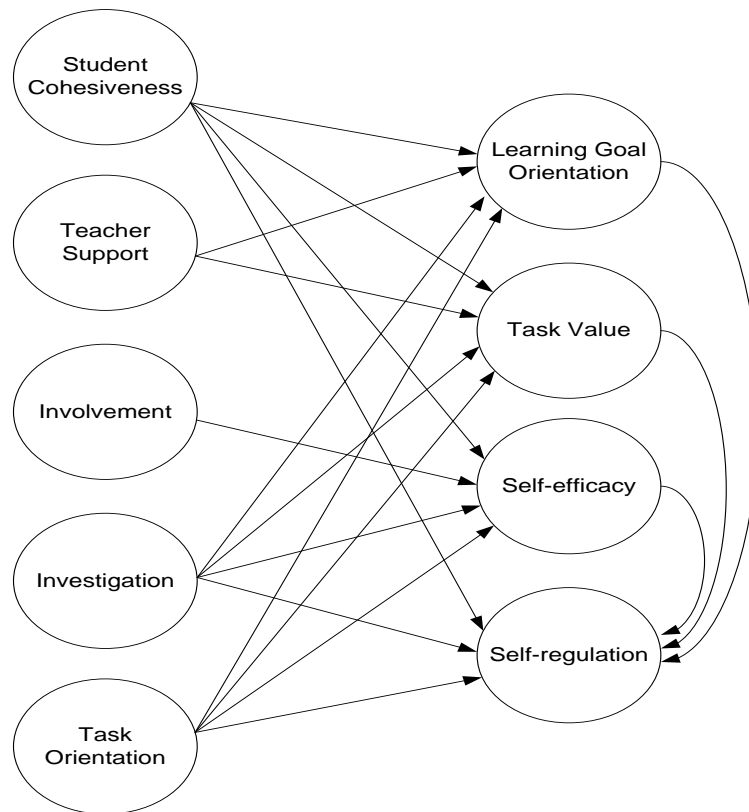 Student
Cohesiveness
Teacher
Support
Involvement
Investigation
Task
Orientation
Learning Goal
Orientation
Task Value
Self-efficacy
Self-regulation